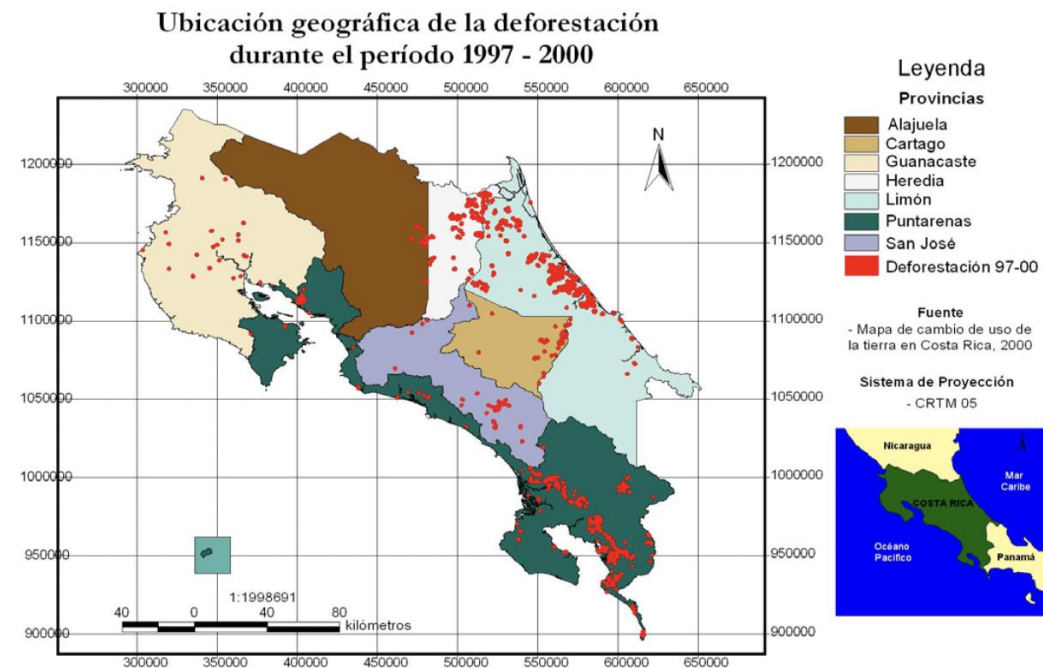 Ubicación geográfica de la deforestación
durante el período 1997 - 2000
300000 350000 400000 450000 500000 550000 600000 650000
1200000
1150000
1100000
1050000
1000000
950000
900000
N
1200000
1150000
1100000
1050000
1000000
950000
900000
1:1998691
40 0 40 80
kilómetros
300000 350000 400000 450000 500000 550000 600000 650000
Leyenda
Provincias
Alajuela
Cartago
Guanacaste
Heredia
Limón
Puntarenas
San José
Deforestación 97-00
Fuente
- Mapa de cambio de uso de
la tierra en Costa Rica, 2000
Sistema de Proyección
- CRTM 05
Nicaragua
Mar
Caribe
COSTA RICA
Océano
Pacífico
Panamá